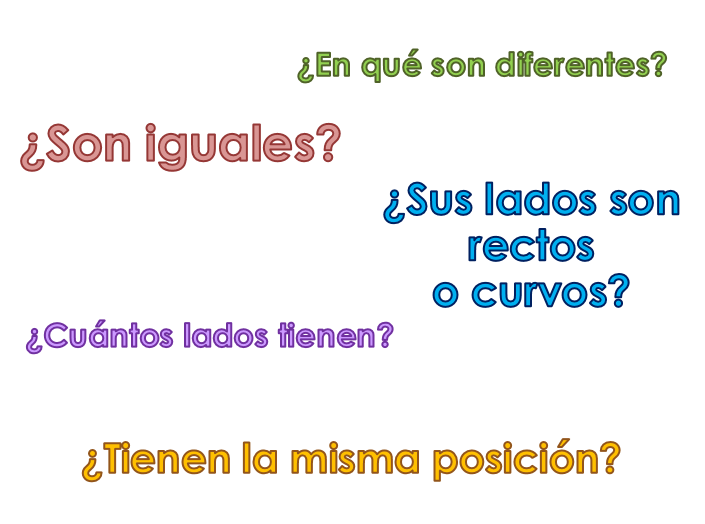 ¿En qué son diferentes?
¿Son iguales?
¿Sus lados son
rectos
o curvos?
¿Cuántos lados tienen?
¿Tienen la misma posición?